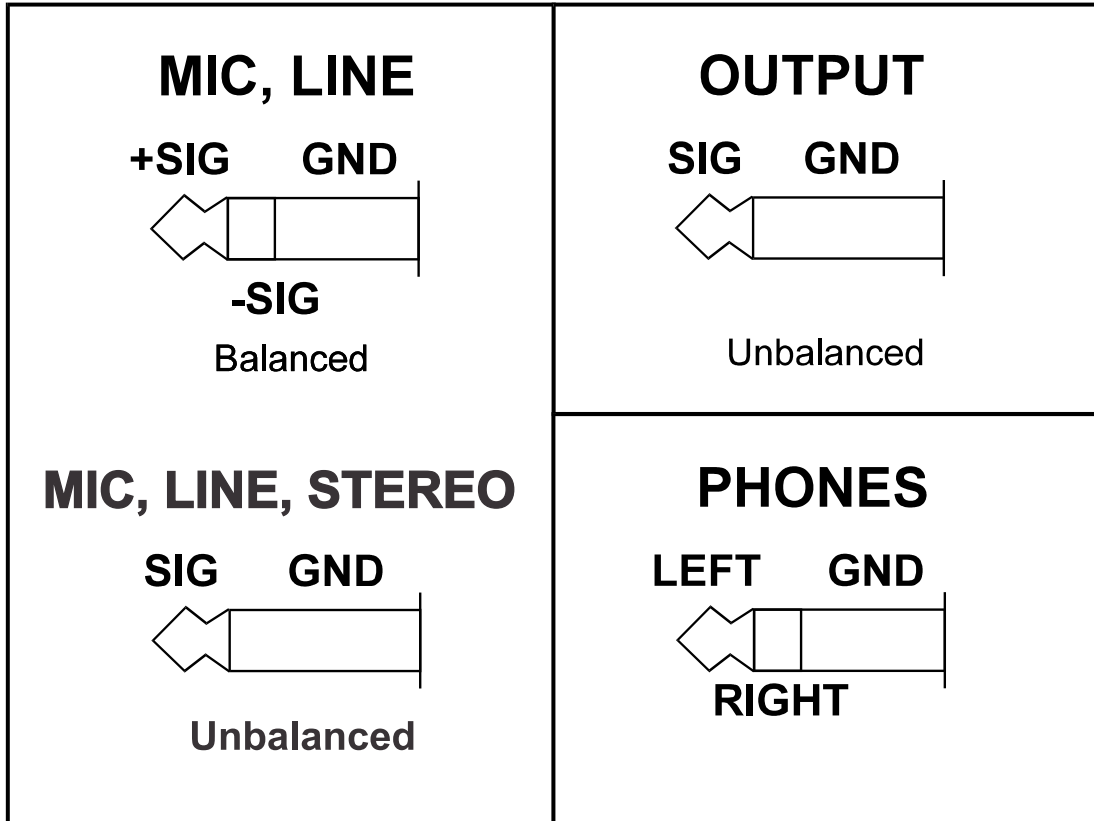 MIC, LINE
+SIG GND
-SIG
Balanced
MIC, LINE, STEREO
SIG GND
Unbalanced
OUTPUT
SIG GND
Unbalanced
PHONES
LEFT GND
RIGHT